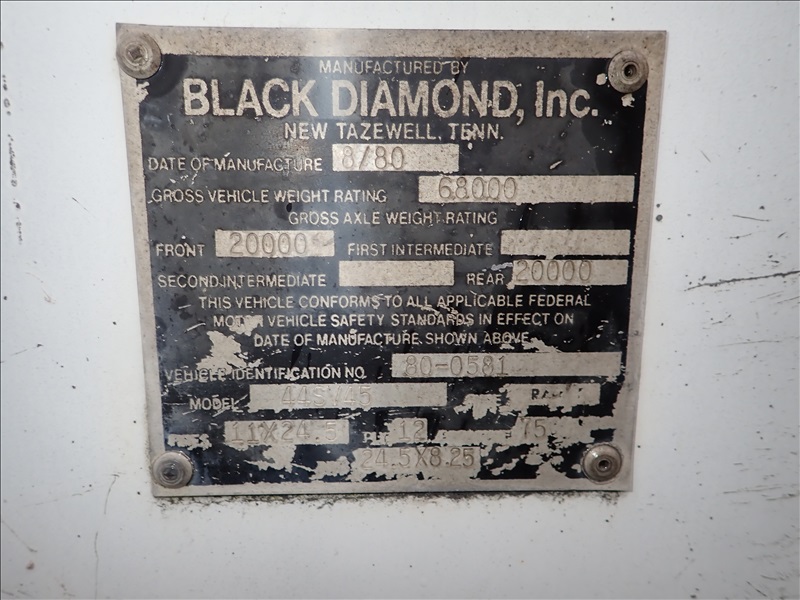 MANUFACTURED BY
BLACK DIAMOND, Inc.
NEW TAZEWELL, TENN.
DATE OF MANUFACTURE 8/80
GROSS VEHICLE WEIGHT RATING 68000
GROSS AXLE WEIGHT RATING
FRONT 20000 FIRST INTERMEDIATE
SECOND INTERMEDIATE REAR 20000
THIS VEHICLE CONFORMS TO ALL APPLICABLE FEDERAL
MOTOR VEHICLE SAFETY STANDARDS IN EFFECT ON
DATE OF MANUFACTURE SHOWN ABOVE
VEHICLE IDENTIFICATION NO. 80-0581
MODEL
11X24.5 12 75
24.5X8.25